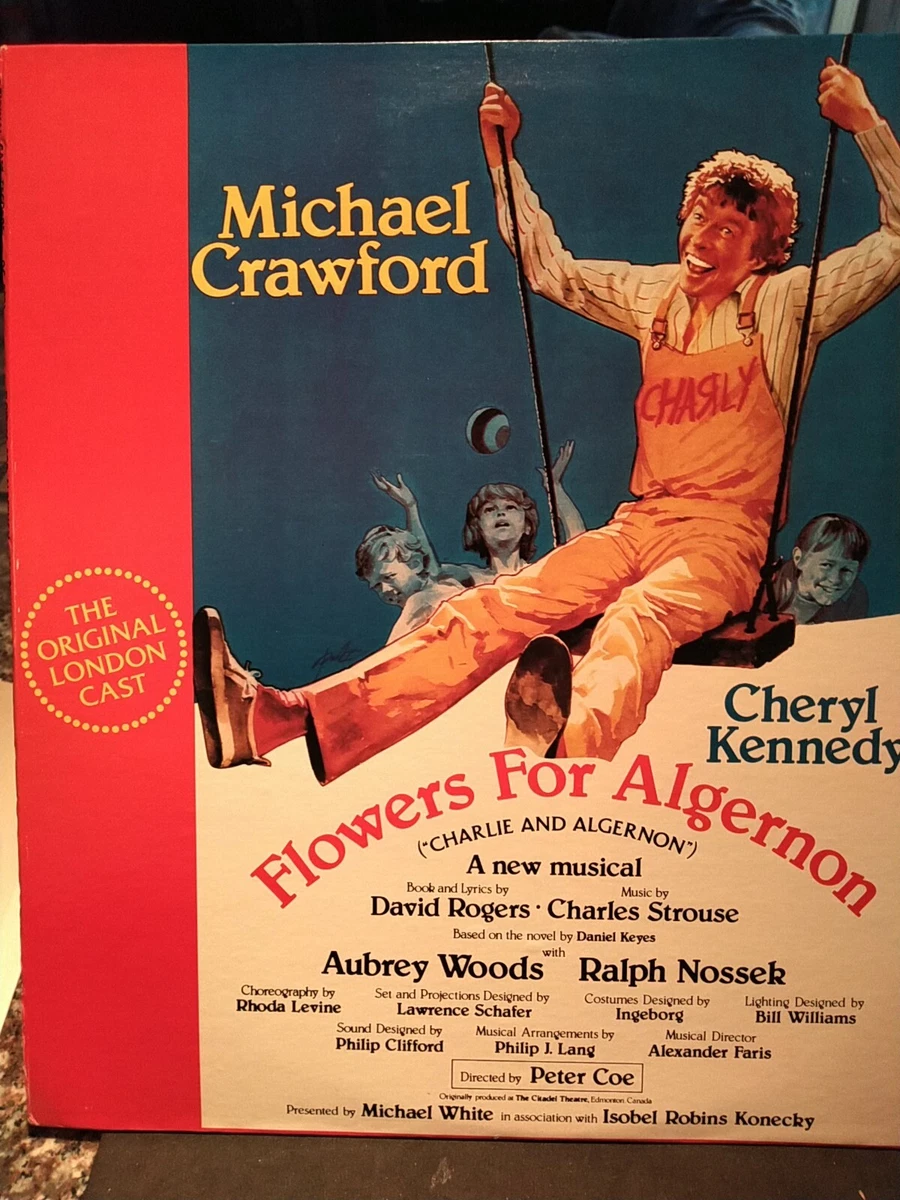 Michael
Crawford
CHARLY
THE
ORIGINAL
LONDON
CAST
Cheryl
Kennedy
Flowers For Algernon
("CHARLIE AND ALGERNON")
A new musical
Book and Lyrics by Music by
David Rogers · Charles Strouse
Based on the novel by Daniel Keyes
with
Aubrey Woods Ralph Nossek
Choreography by Set and Projections Designed by Costumes Designed by Lighting Designed by
Rhoda Levine Lawrence Schafer Ingeborg Bill Williams
Sound Designed by Musical Arrangements by Musical Director
Philip Clifford Philip J. Lang Alexander Faris
Directed by Peter Coe
Originally produced at The Citadel Theatre, Edmonton Canada
Presented by Michael White in association with Isobel Robins Konecky